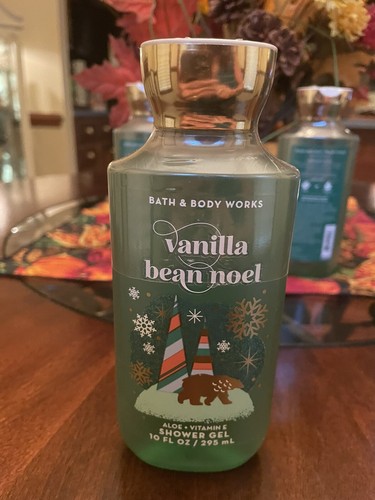 BATH & BODY WORKS
vanilla
bean noel
ALOE + VITAMIN E
SHOWER GEL
10 FL OZ / 295 mL